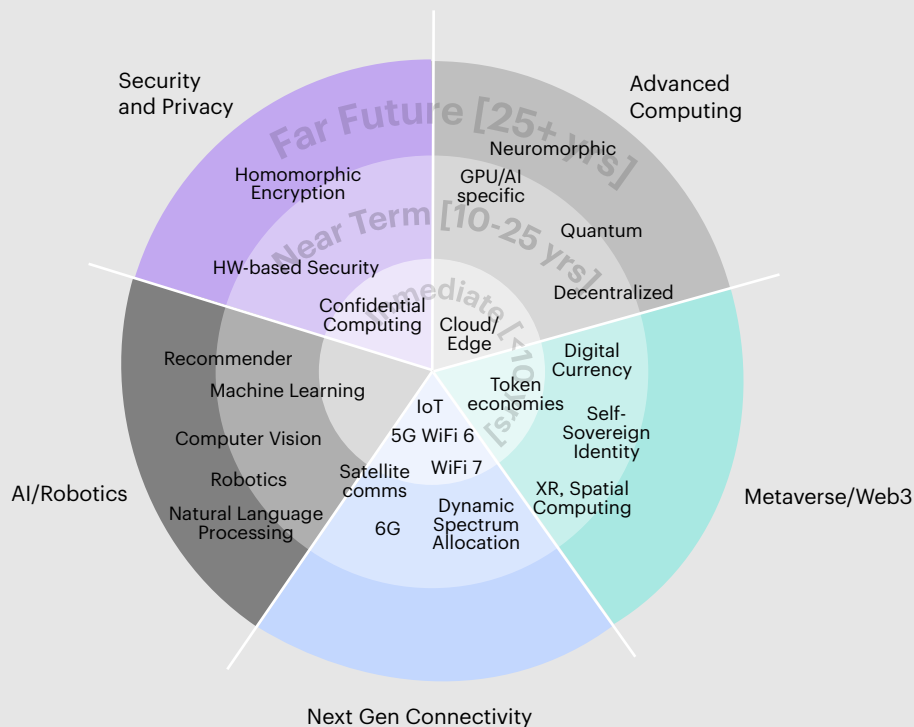 Security
and Privacy
Advanced
Computing
Far Future [25+ yrs]
Neuromorphic
Homomorphic
Encryption
GPU/AI
specific
Near Term [10-25 yrs]
Quantum
HW-based Security
Decentralized
Immediate [<10 yrs]
Confidential
Computing
Cloud/
Edge
Recommender
Machine Learning
Computer Vision
Robotics
Natural Language
Processing
AI/Robotics
Digital
Currency
Token
economies
Self-
Sovereign
Identity
XR, Spatial
Computing
Metaverse/Web3
IoT
5G WiFi 6
WiFi 7
Satellite
comms
6G
Dynamic
Spectrum
Allocation
Next Gen Connectivity